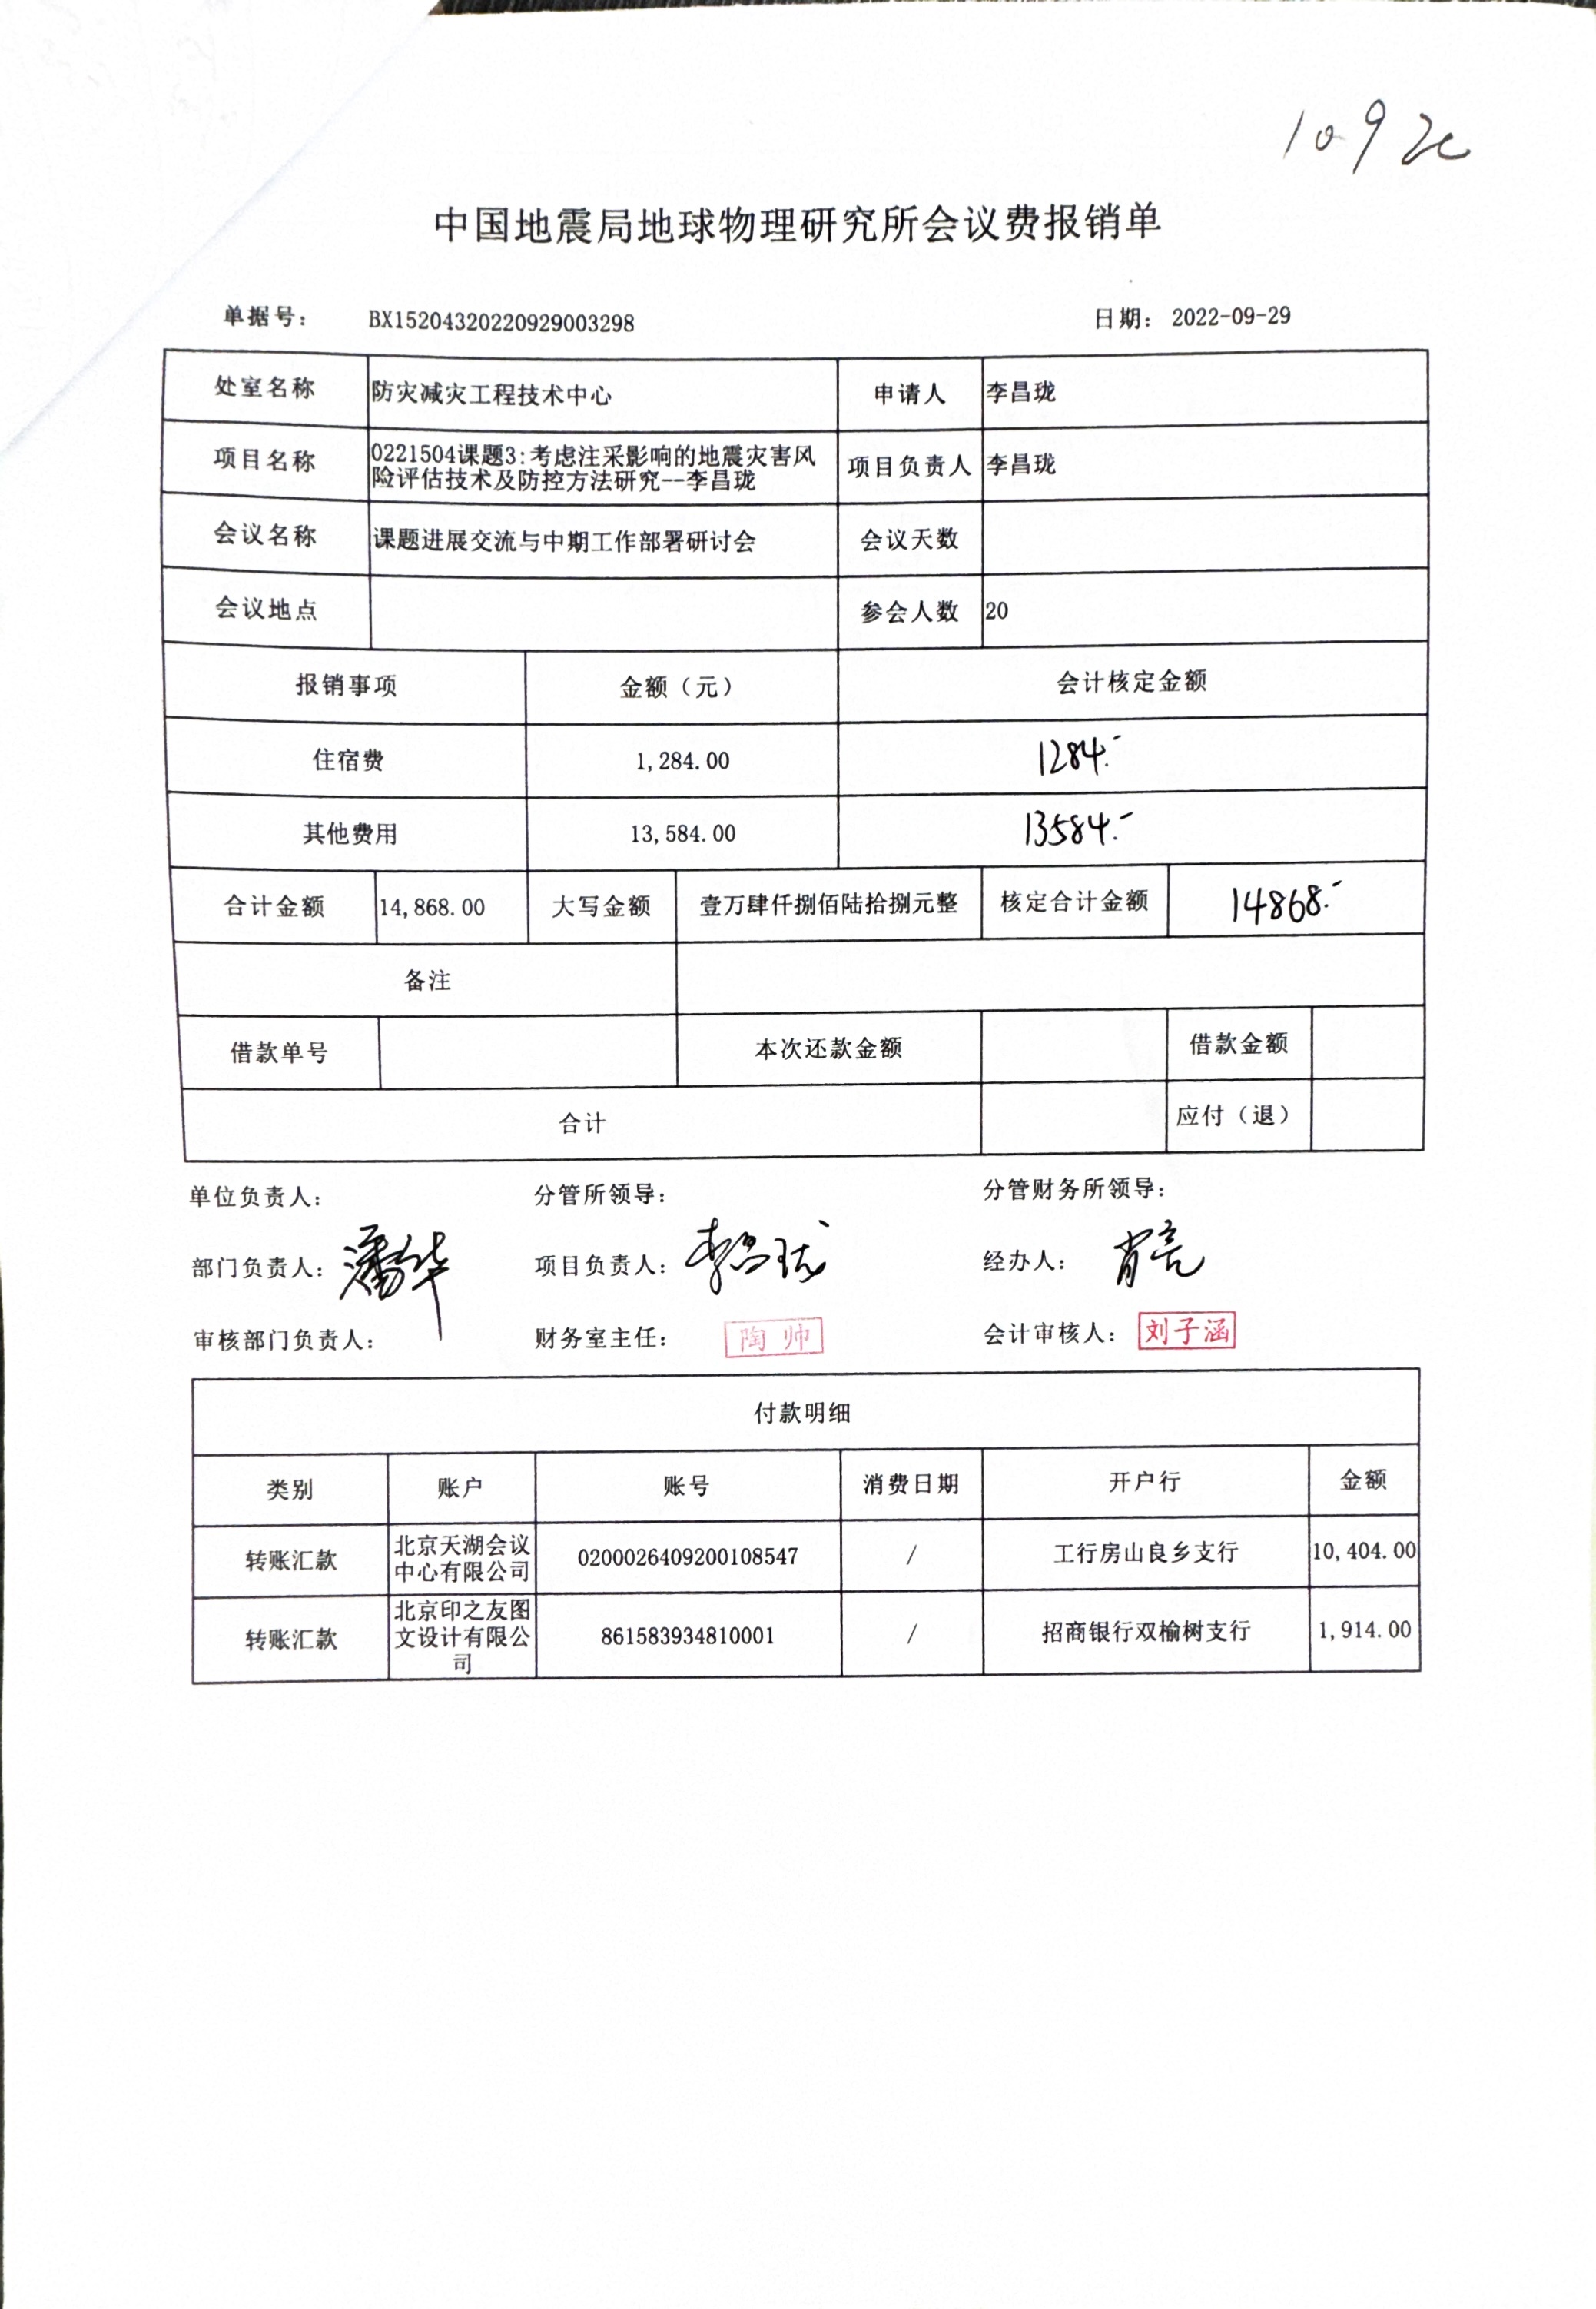 中国地震局地球物理研究所会议费报销单
单据号： BX15204320220929003298 日期： 2022-09-29
处室名称 防灾减灾工程技术中心 申请人 李昌珑
项目名称 0221504课题3:考虑注采影响的地震灾害风
险评估技术及防控方法研究--李昌珑 项目负责人 李昌珑
会议名称 课题进展交流与中期工作部署研讨会 会议天数
会议地点 参会人数 20
报销事项 金额（元） 会计核定金额
住宿费 1,284.00 1284.-
其他费用 13,584.00 13584.-
合计金额 14,868.00 大写金额 壹万肆仟捌佰陆拾捌元整 核定合计金额 14868.-
备注
借款单号 本次还款金额 借款金额
合计 应付（退）
单位负责人： 分管所领导： 分管财务所领导：
部门负责人： 潘华 项目负责人： 李昌珑 经办人： 肖亮
审核部门负责人： 财务室主任： 陶帅 会计审核人： 刘子涵
付款明细
类别 账户 账号 消费日期 开户行 金额
转账汇款 北京天湖会议
中心有限公司 0200026409200108547 / 工行房山良乡支行 10,404.00
转账汇款 北京印之友图
文设计有限公
司 861583934810001 / 招商银行双榆树支行 1,914.00